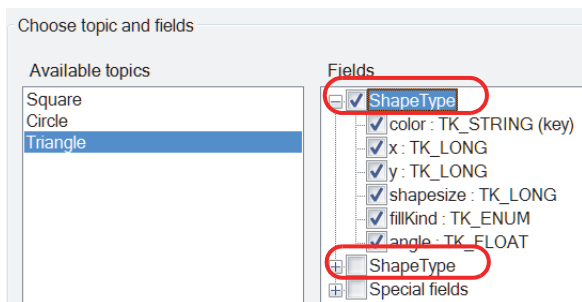 Choose topic and fields
Available topics
Square
Circle
Triangle
Fields
ShapeType
color : TK_STRING (key)
x : TK_LONG
y : TK_LONG
shapesize : TK_LONG
fillKind : TK_ENUM
angle : TK_FLOAT
ShapeType
Special fields